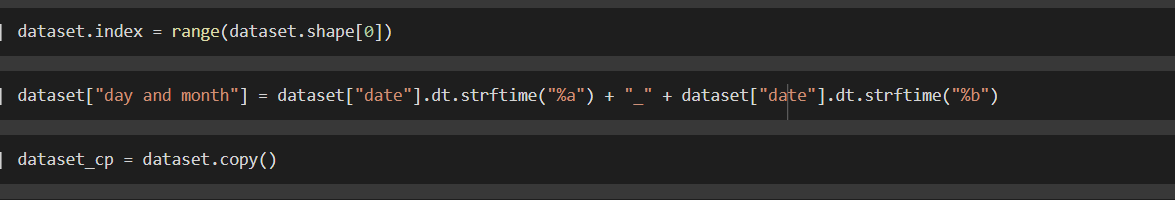 dataset.index = range(dataset.shape[0])
dataset["day and month"] = dataset["date"].dt.strftime("%a") + "_" + dataset["date"].dt.strftime("%b")
dataset_cp = dataset.copy()